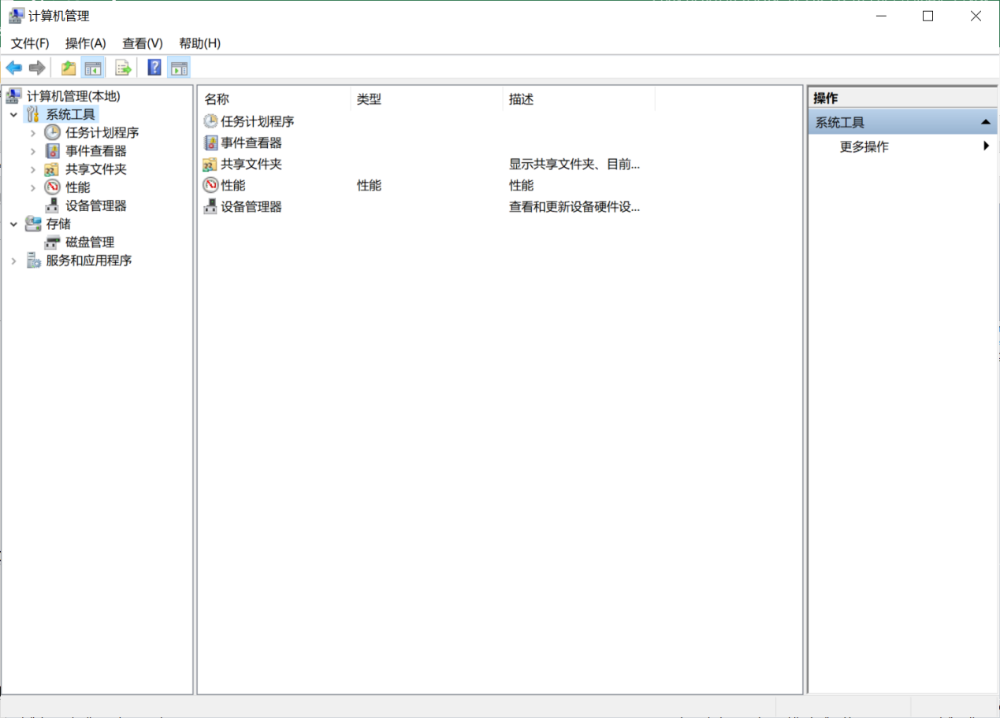 计算机管理
文件(F) 操作(A) 查看(V) 帮助(H)
计算机管理(本地)
系统工具
任务计划程序
事件查看器
共享文件夹
性能
设备管理器
存储
磁盘管理
服务和应用程序
名称 类型 描述
任务计划程序
事件查看器
共享文件夹 显示共享文件夹、目前...
性能 性能 性能
设备管理器 查看和更新设备硬件设...
操作
系统工具
更多操作